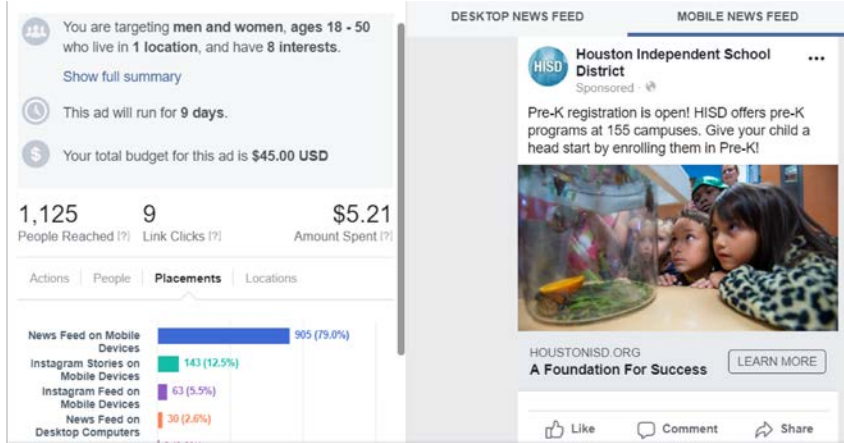 You are targeting men and women, ages 18 - 50
who live in 1 location, and have 8 interests.
Show full summary
This ad will run for 9 days.
$
Your total budget for this ad is $45.00 USD
1,125
People Reached [?]
9
Link Clicks [?]
$5.21
Amount Spent [?]
Actions
People
Placements
Locations
News Feed on Mobile
Devices
905 (79.0%)
Instagram Stories on
Mobile Devices
143 (12.5%)
Instagram Feed on
Mobile Devices
63 (5.5%)
News Feed on
Desktop Computers
30 (2.6%)
DESKTOP NEWS FEED
MOBILE NEWS FEED
HISD
Houston Independent School
District
Sponsored ·
Pre-K registration is open! HISD offers pre-K
programs at 155 campuses. Give your child a
head start by enrolling them in Pre-K!
HOUSTONISD.ORG
A Foundation For Success
LEARN MORE
Like
Comment
Share